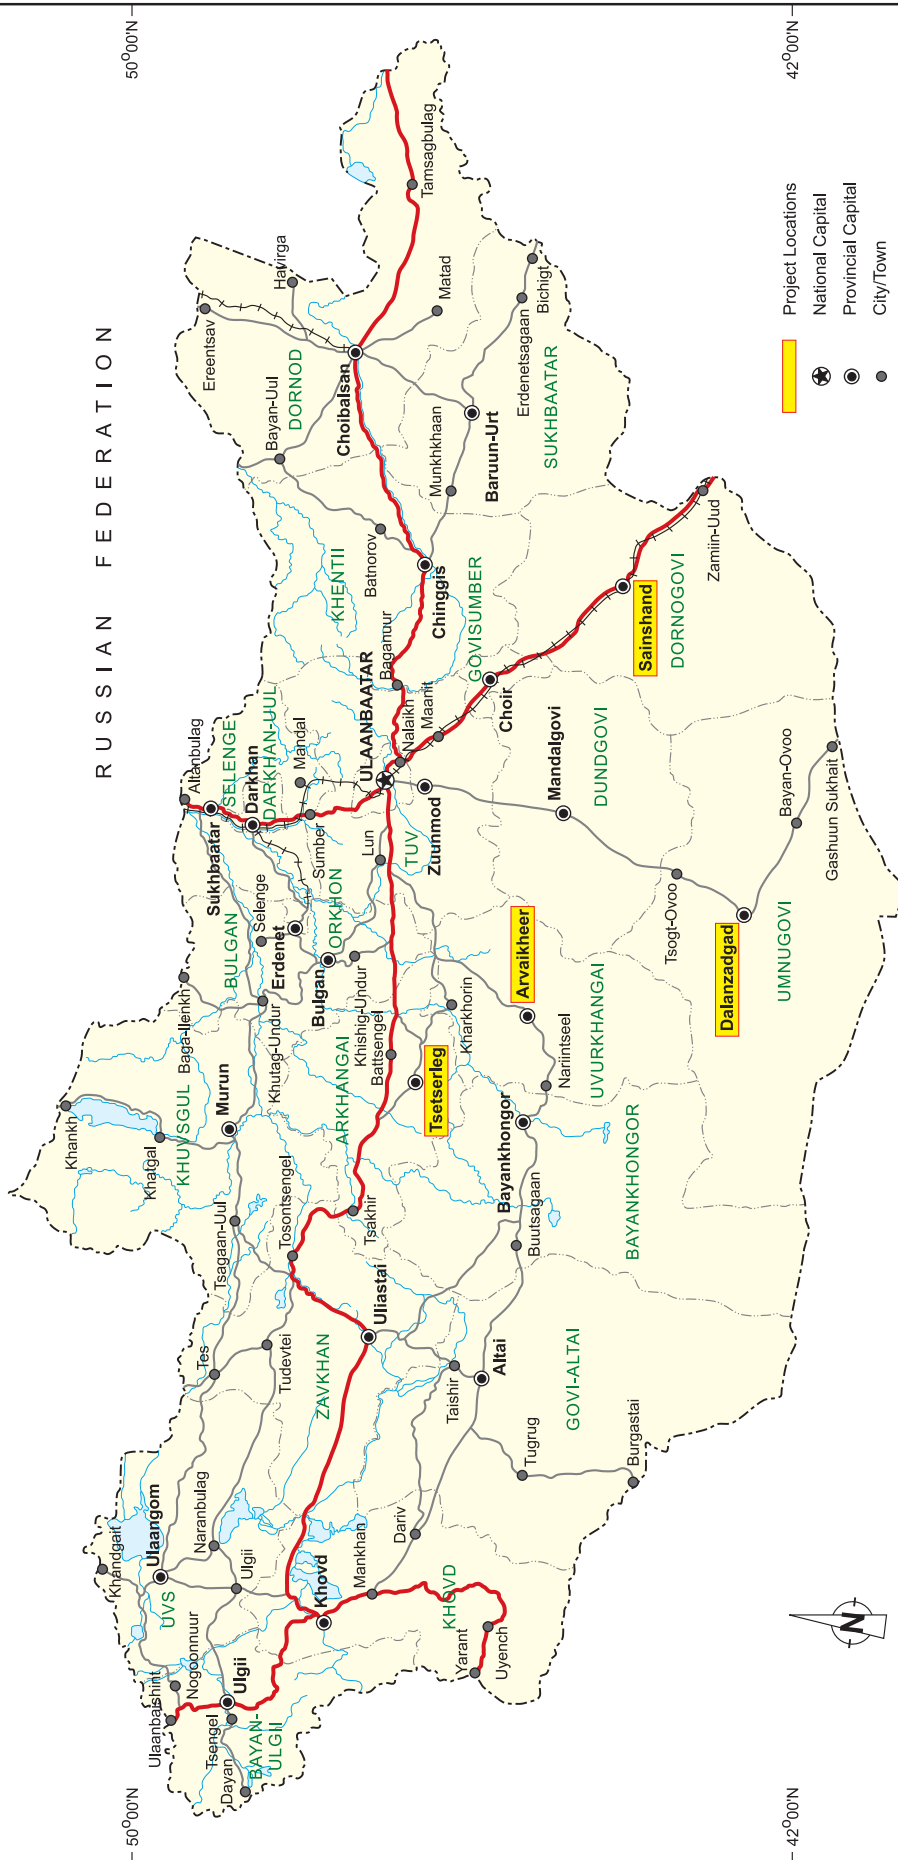 50°00'N
42°00'N
RUSSIAN FEDERATION
Tamsagbulag
Havirga
Ereentsav
Matad
Bichigt
Erdenetsagaan
DORNOD
Choibalsan
Bayan-Uul
SUKHBAATAR
Munkhkhaan
Baruun-Urt
Batnorov
KHENTII
Chinggis
GOVISUMBER
Zamiin-Uud
Sainshand
DORNOGOVI
Baganuur
ULAANBAATAR
Nalaikh
Maanit
Choir
Altanbulag
SELENGE
DARKHAN-UUL
Darkhan
Mandal
Sukhbaatar
Sumber
Lun
TUV
Zuunmod
Mandalgovi
DUNDGOVI
Bayan-Ovoo
Gashuun Sukhait
Tsogt-Ovoo
Dalanzadgad
UMNUGOVI
Selenge
BULGAN
Erdenet
ORKHON
Bulgan
Khishig-Undur
Battsengel
Kharkhorin
Arvaikheer
UVURKHANGAI
Nariintseel
Baga-Ilenkh
Khutag-Undur
Khankh
Khatgal
KHUVSGUL
Murun
ARKHANGAI
Tsetserleg
Bayankhongor
BAYANKHONGOR
Buutsagaan
Tsagaan-Uul
Tosontsengel
Tsakhir
Uliastai
Tes
Tudevtei
ZAVKHAN
Taishir
Altai
GOVI-ALTAI
Tugrug
Burgastai
Khandgait
Ulaangom
UVS
Naranbulag
Ulgii
Khovd
Mankhan
Dariv
KHOVD
Yarant
Uyench
Ulaanbaishint
Nogoonnuur
Ulgii
Tsengel
Dayan
BAYAN-
ULGII
50°00'N
42°00'N
N
Project Locations
National Capital
Provincial Capital
City/Town